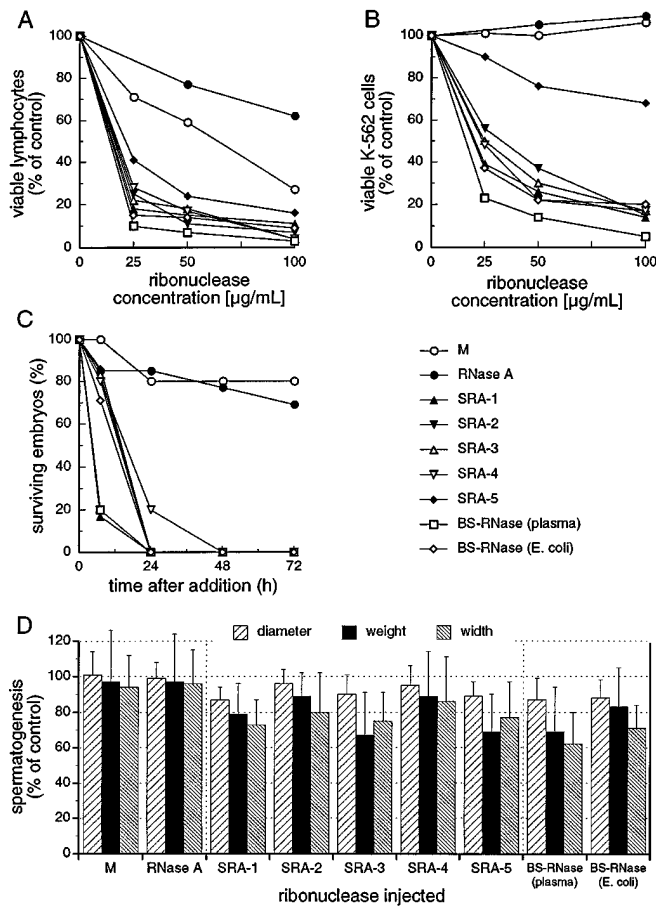 A
viable lymphocytes
(% of control)
100
80
60
40
20
0
0 25 50 100
ribonuclease
concentration [µg/mL]
B
viable K-562 cells
(% of control)
100
80
60
40
20
0
0 25 50 100
ribonuclease
concentration [µg/mL]
C
surviving embryos (%)
100
80
60
40
20
0
0 24 48 72
time after addition (h)
M
RNase A
SRA-1
SRA-2
SRA-3
SRA-4
SRA-5
BS-RNase (plasma)
BS-RNase (E. coli)
D
diameter weight width
spermatogenesis
(% of control)
120
100
80
60
40
20
0
M RNase A SRA-1 SRA-2 SRA-3 SRA-4 SRA-5 BS-RNase (plasma) BS-RNase (E. coli)
ribonuclease injected